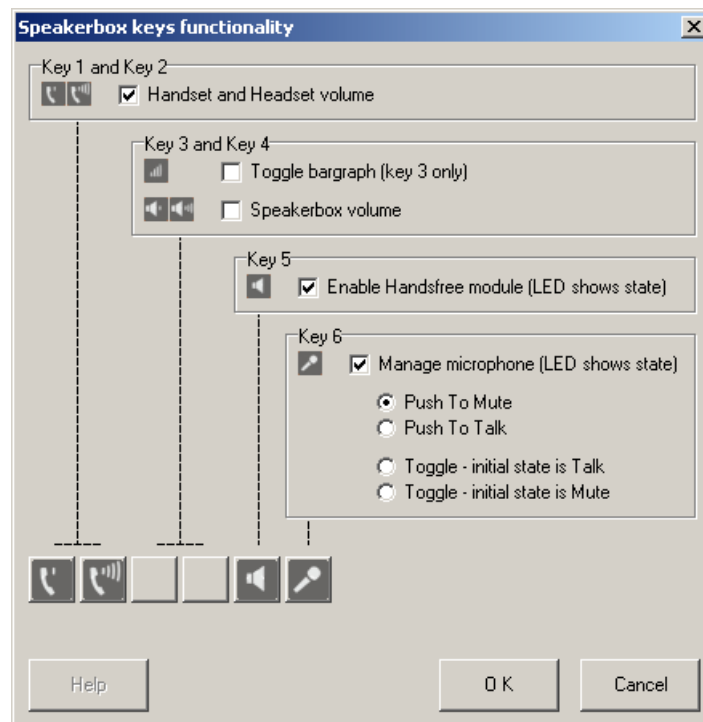 Speakerbox keys functionality
Key 1 and Key 2
Handset and Headset volume
Key 3 and Key 4
Toggle bargraph (key 3 only)
Speakerbox volume
Key 5
Enable Handsfree module (LED shows state)
Key 6
Manage microphone (LED shows state)
Push To Mute
Push To Talk
Toggle - initial state is Talk
Toggle - initial state is Mute
Help
O K
Cancel